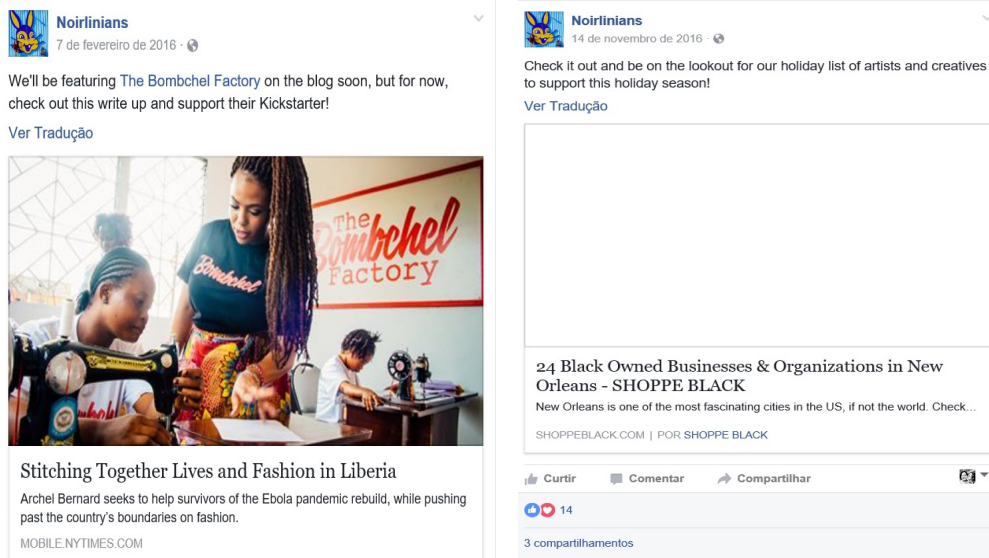 Noirlinians
7 de fevereiro de 2016 ·
We'll be featuring The Bombchel Factory on the blog soon, but for now,
check out this write up and support their Kickstarter!
Ver Tradução
The
Bombchel
Factory
Bombchel
Stitching Together Lives and Fashion in Liberia
Archel Bernard seeks to help survivors of the Ebola pandemic rebuild, while pushing
past the country's boundaries on fashion.
MOBILE.NYTIMES.COM
Noirlinians
14 de novembro de 2016 ·
Check it out and be on the lookout for our holiday list of artists and creatives
to support this holiday season!
Ver Tradução
24 Black Owned Businesses & Organizations in New
Orleans - SHOPPE BLACK
New Orleans is one of the most fascinating cities in the US, if not the world. Check...
SHOPPEBLACK.COM | POR SHOPPE BLACK
Curtir Comentar Compartilhar
14
3 compartilhamentos